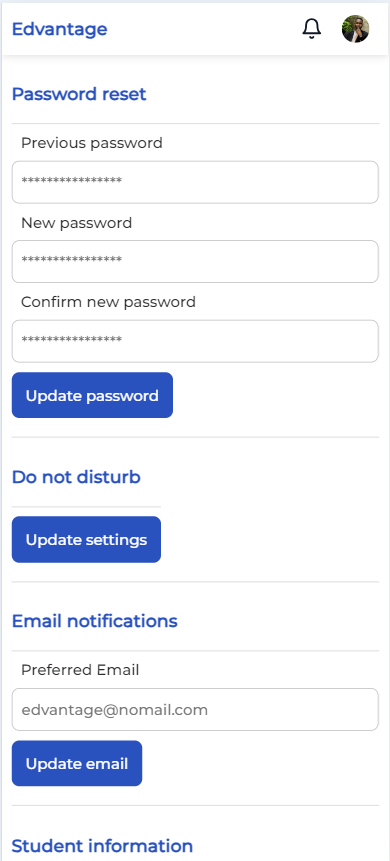 Edvantage
Password reset
Previous password
****************
New password
****************
Confirm new password
****************
Update password
Do not disturb
Update settings
Email notifications
Preferred Email
edvantage@nomail.com
Update email
Student information